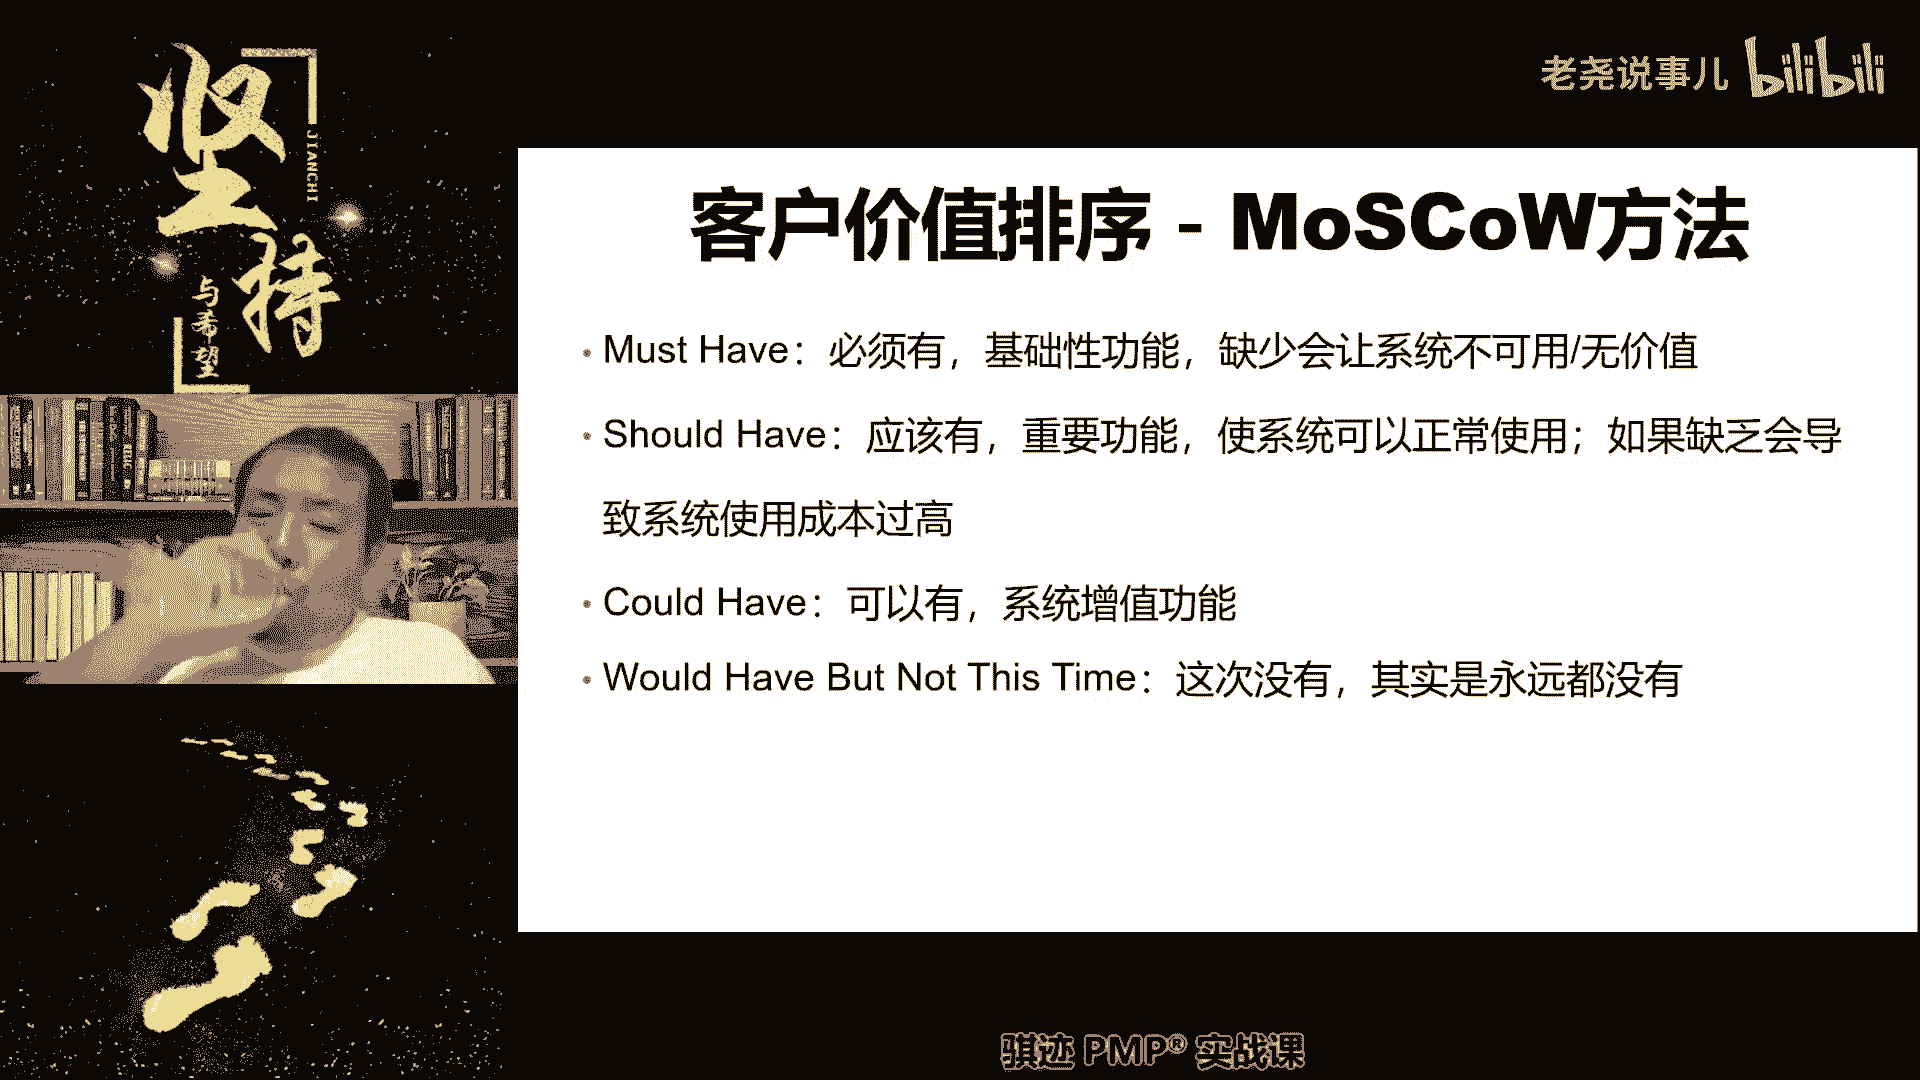 坚持
JIANCHI
与希望
老尧说事儿 bilibili
客户价值排序 - MoSCoW方法
• Must Have：必须有，基础性功能，缺少会让系统不可用/无价值
• Should Have：应该有，重要功能，使系统可以正常使用；如果缺乏会导
致系统使用成本过高
• Could Have：可以有，系统增值功能
• Would Have But Not This Time：这次没有，其实是永远都没有
骐迹 PMP® 实战课